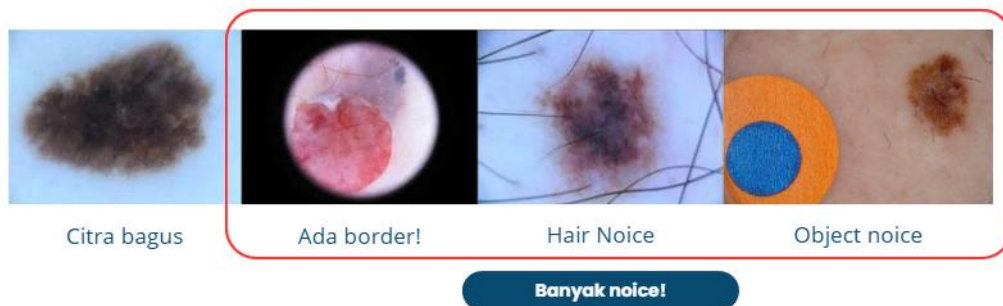 Citra bagus
Ada border!
Hair Noice
Object noice
Banyak noice!